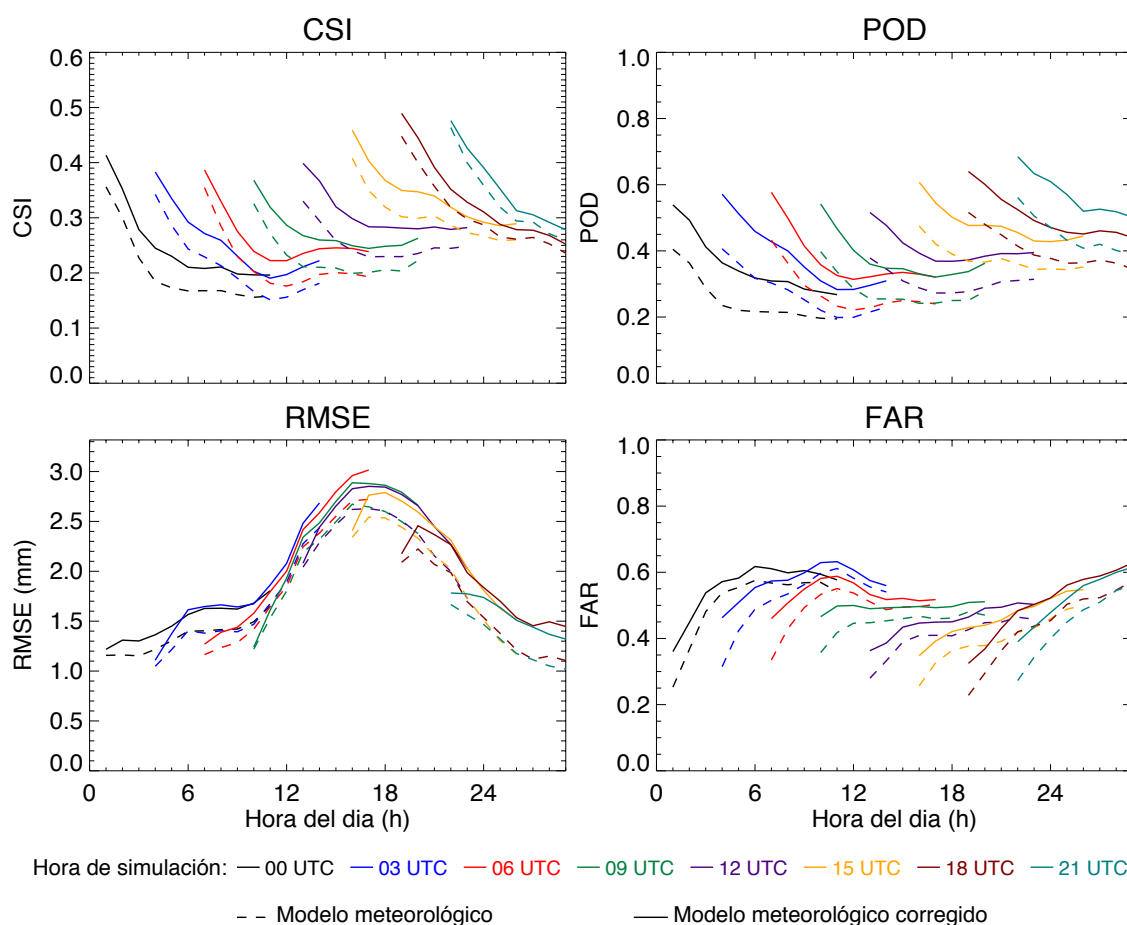 CSI
POD
0.6
0.5
0.4
0.3
0.2
0.1
0.0
CSI
1.0
0.8
0.6
0.4
0.2
0.0
POD
RMSE
FAR
3.0
2.5
2.0
1.5
1.0
0.5
0.0
RMSE (mm)
1.0
0.8
0.6
0.4
0.2
0.0
FAR
0 6 12 18 24
Hora del dia (h)
0 6 12 18 24
Hora del dia (h)
Hora de simulación: 00 UTC 03 UTC 06 UTC 09 UTC 12 UTC 15 UTC 18 UTC 21 UTC
Modelo meteorológico Modelo meteorológico corregido